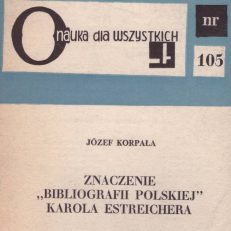 nauka dla wszystkich
nr
105
JÓZEF KORPAŁA
ZNACZENIE
„BIBLIOGRAFII POLSKIEJ”
KAROLA ESTREICHERA